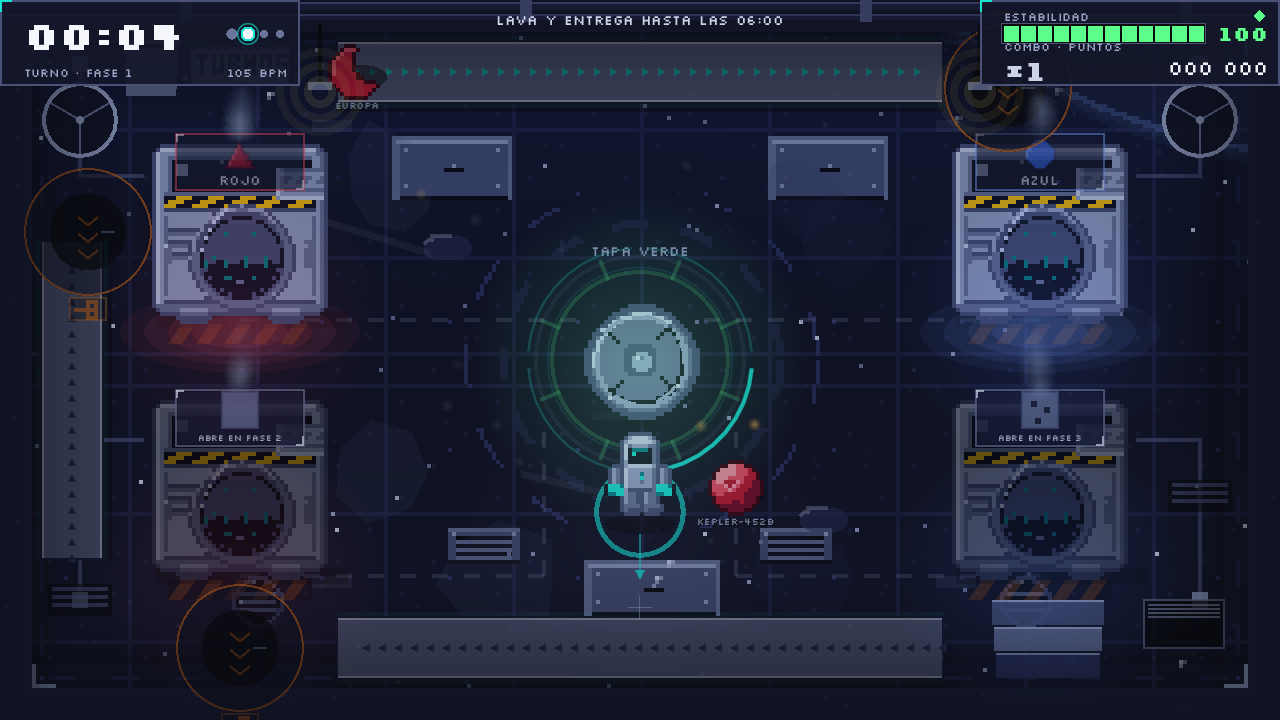 00:04
TURNO · FASE 1
105 BPM
LAVA Y ENTREGA HASTA LAS 06:00
ESTABILIDAD
100
COMBO · PUNTOS
x1
000 000
EUROPA
ROJO
AZUL
TAPA VERDE
ABRE EN FASE 2
ABRE EN FASE 3
KEPLER-452B